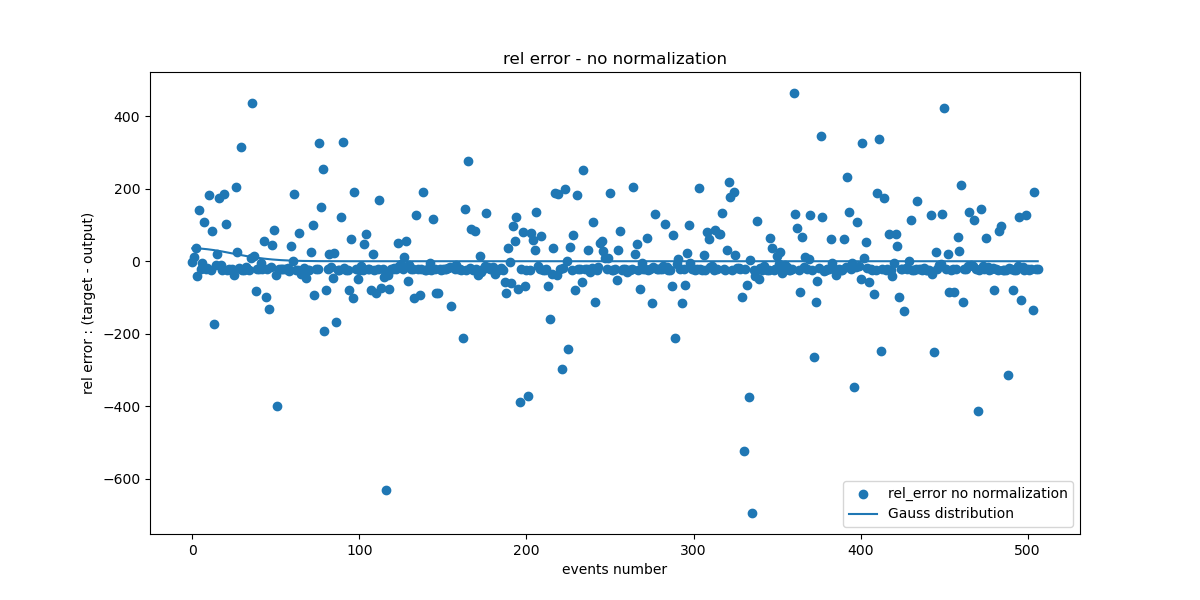 rel error - no normalization
rel error : (target - output)
400
200
0
−200
−400
−600
rel_error no normalization
Gauss distribution
0
100
200
300
400
500
events number